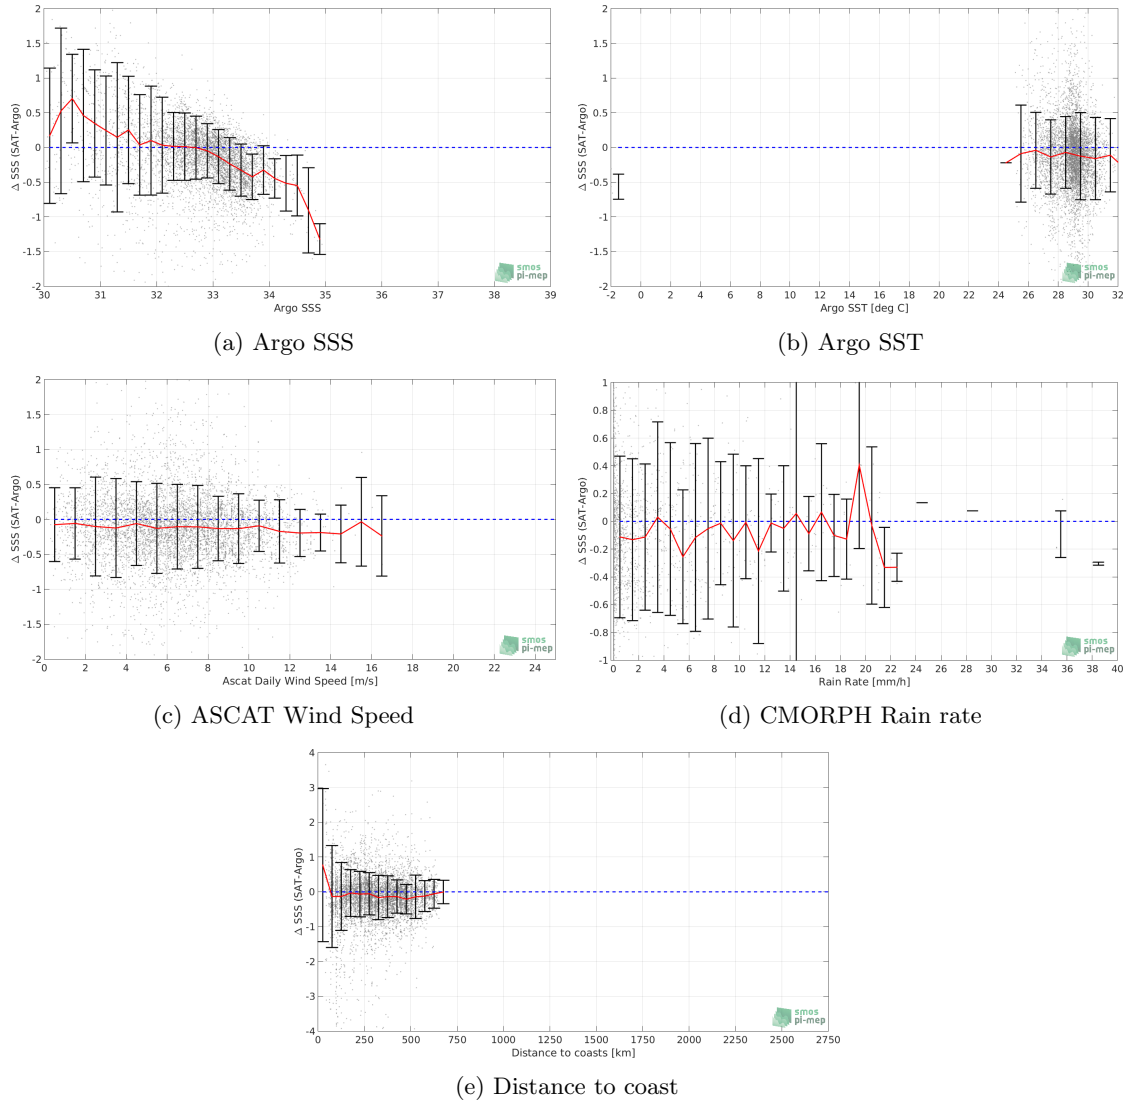 2
1.5
1
0.5
0
-0.5
-1
-1.5
-2
Δ SSS (SAT-Argo)
30 31 32 33 34 35 36 37 38 39
Argo SSS
smos
pi-mep
(a) Argo SSS
2
1.5
1
0.5
0
-0.5
-1
-1.5
-2
Δ SSS (SAT-Argo)
-2 0 2 4 6 8 10 12 14 16 18 20 22 24 26 28 30 32
Argo SST [deg C]
smos
pi-mep
(b) Argo SST
2
1.5
1
0.5
0
-0.5
-1
-1.5
-2
Δ SSS (SAT-Argo)
0 2 4 6 8 10 12 14 16 18 20 22 24
Ascat Daily Wind Speed [m/s]
smos
pi-mep
(c) ASCAT Wind Speed
1
0.8
0.6
0.4
0.2
0
-0.2
-0.4
-0.6
-0.8
-1
Δ SSS (SAT-Argo)
0 2 4 6 8 10 12 14 16 18 20 22 24 26 28 30 32 34 36 38 40
Rain Rate [mm/h]
smos
pi-mep
(d) CMORPH Rain rate
4
3
2
1
0
-1
-2
-3
-4
Δ SSS (SAT-Argo)
0 250 500 750 1000 1250 1500 1750 2000 2250 2500 2750
Distance to coasts [km]
smos
pi-mep
(e) Distance to coast